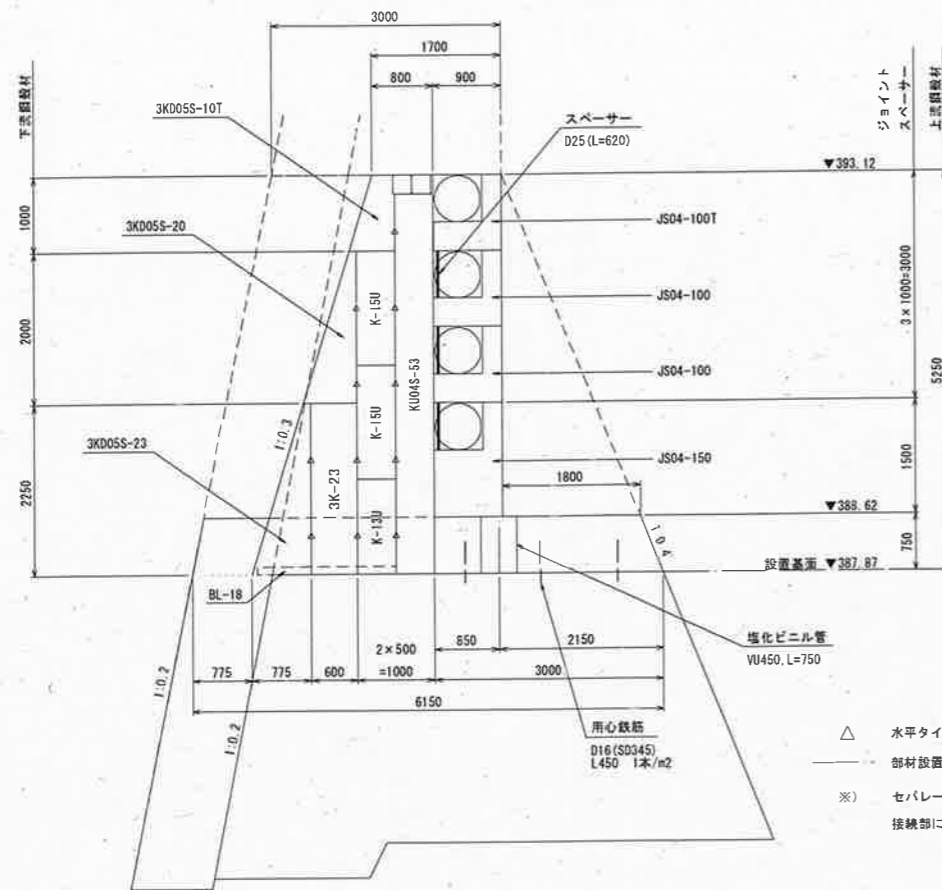 3000
1700
800
900
下流鋼殻材
ジョイント
スペーサー
上流鋼殻材
3KD05S-10T
スペーサー
D25(L=620)
▼393.12
1000
JS04-100T
3KD05S-20
K-15U
JS04-100
3×1000=3000
2000
KU04S-53
JS04-100
5250
1:0.3
K-15U
3KD05S-23
JS04-150
1500
3K-23
1800
2250
K-13U
▼388.62
1:0.4
750
設置基面 ▼387.87
BL-18
塩化ビニル管
VU450, L=750
2×500
=1000
850
2150
775
775
600
3000
1:0.2
6150
1:0.2
用心鉄筋
D16(SD345)
L450 1本/m2
△ 水平タイ
部材設置
※) セパレー
接続部に